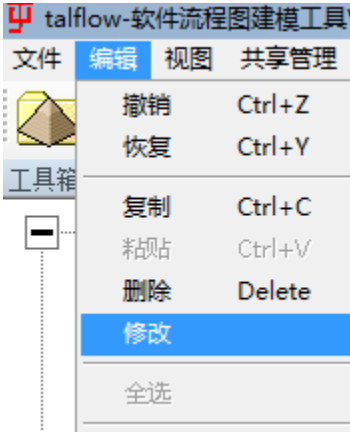 talflow-软件流程图建模工具
文件 编辑 视图 共享管理
撤销 Ctrl+Z
恢复 Ctrl+Y
工具箱
复制 Ctrl+C
粘贴 Ctrl+V
删除 Delete
修改
全选